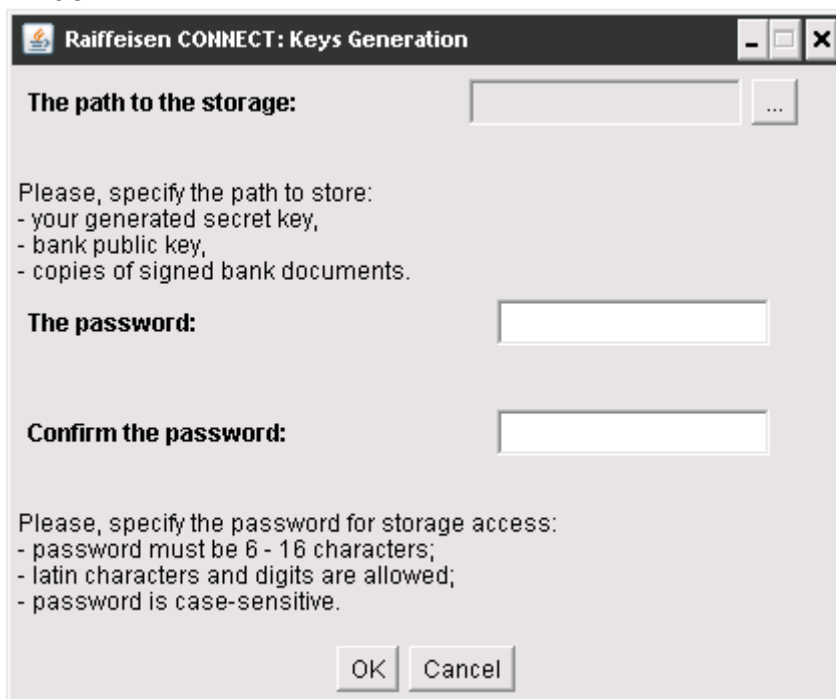 Raiffeisen CONNECT: Keys Generation
The path to the storage:
...
Please, specify the path to store:
- your generated secret key,
- bank public key,
- copies of signed bank documents.
The password:
Confirm the password:
Please, specify the password for storage access:
- password must be 6 - 16 characters;
- latin characters and digits are allowed;
- password is case-sensitive.
OK Cancel